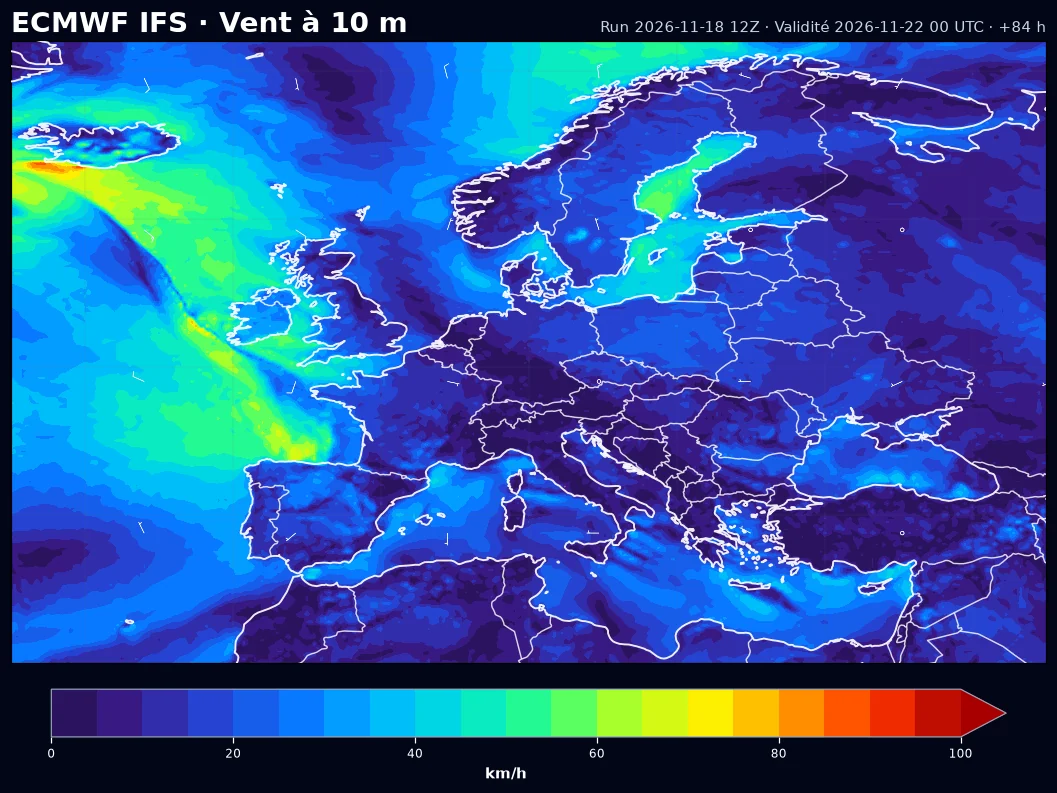 ECMWF IFS · Vent à 10 m
Run 2026-11-18 12Z · Validité 2026-11-22 00 UTC · +84 h
0 20 40 60 80 100
km/h